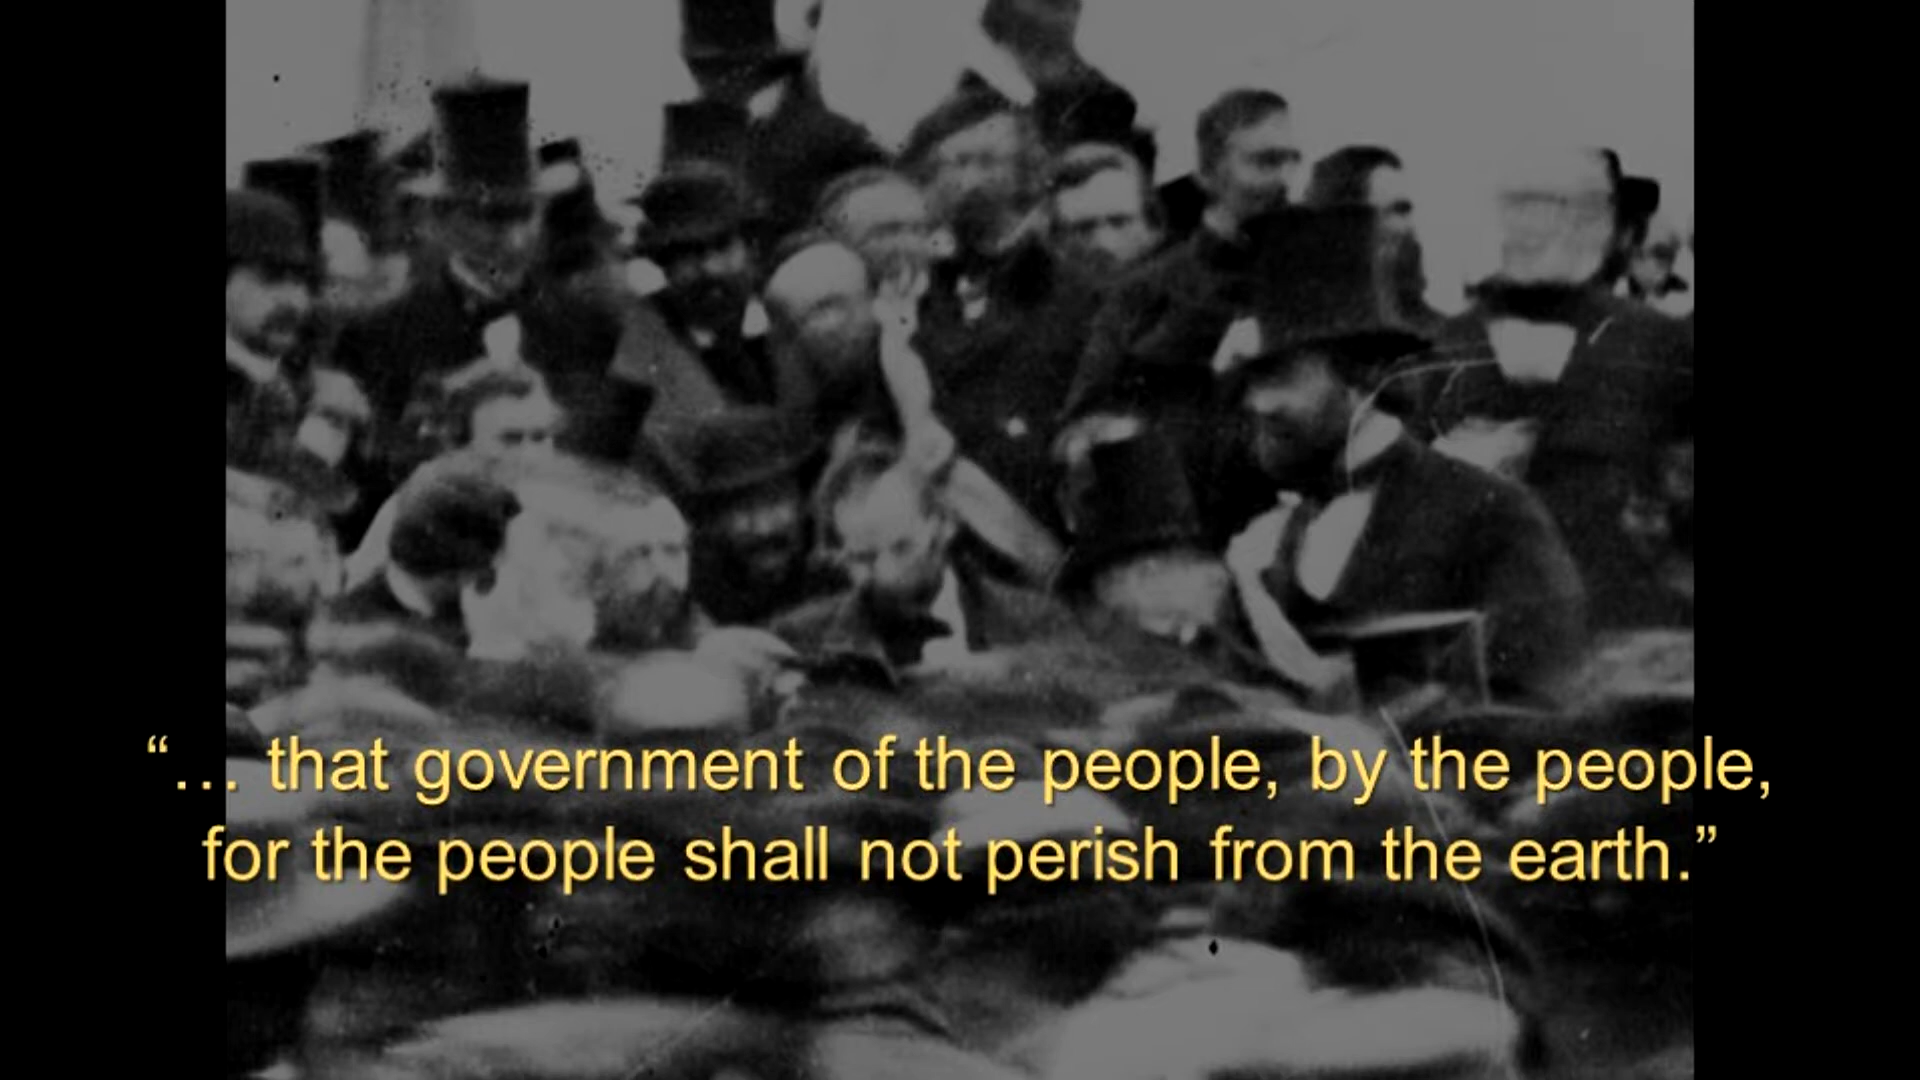 “… that government of the people, by the people,
for the people shall not perish from the earth.”